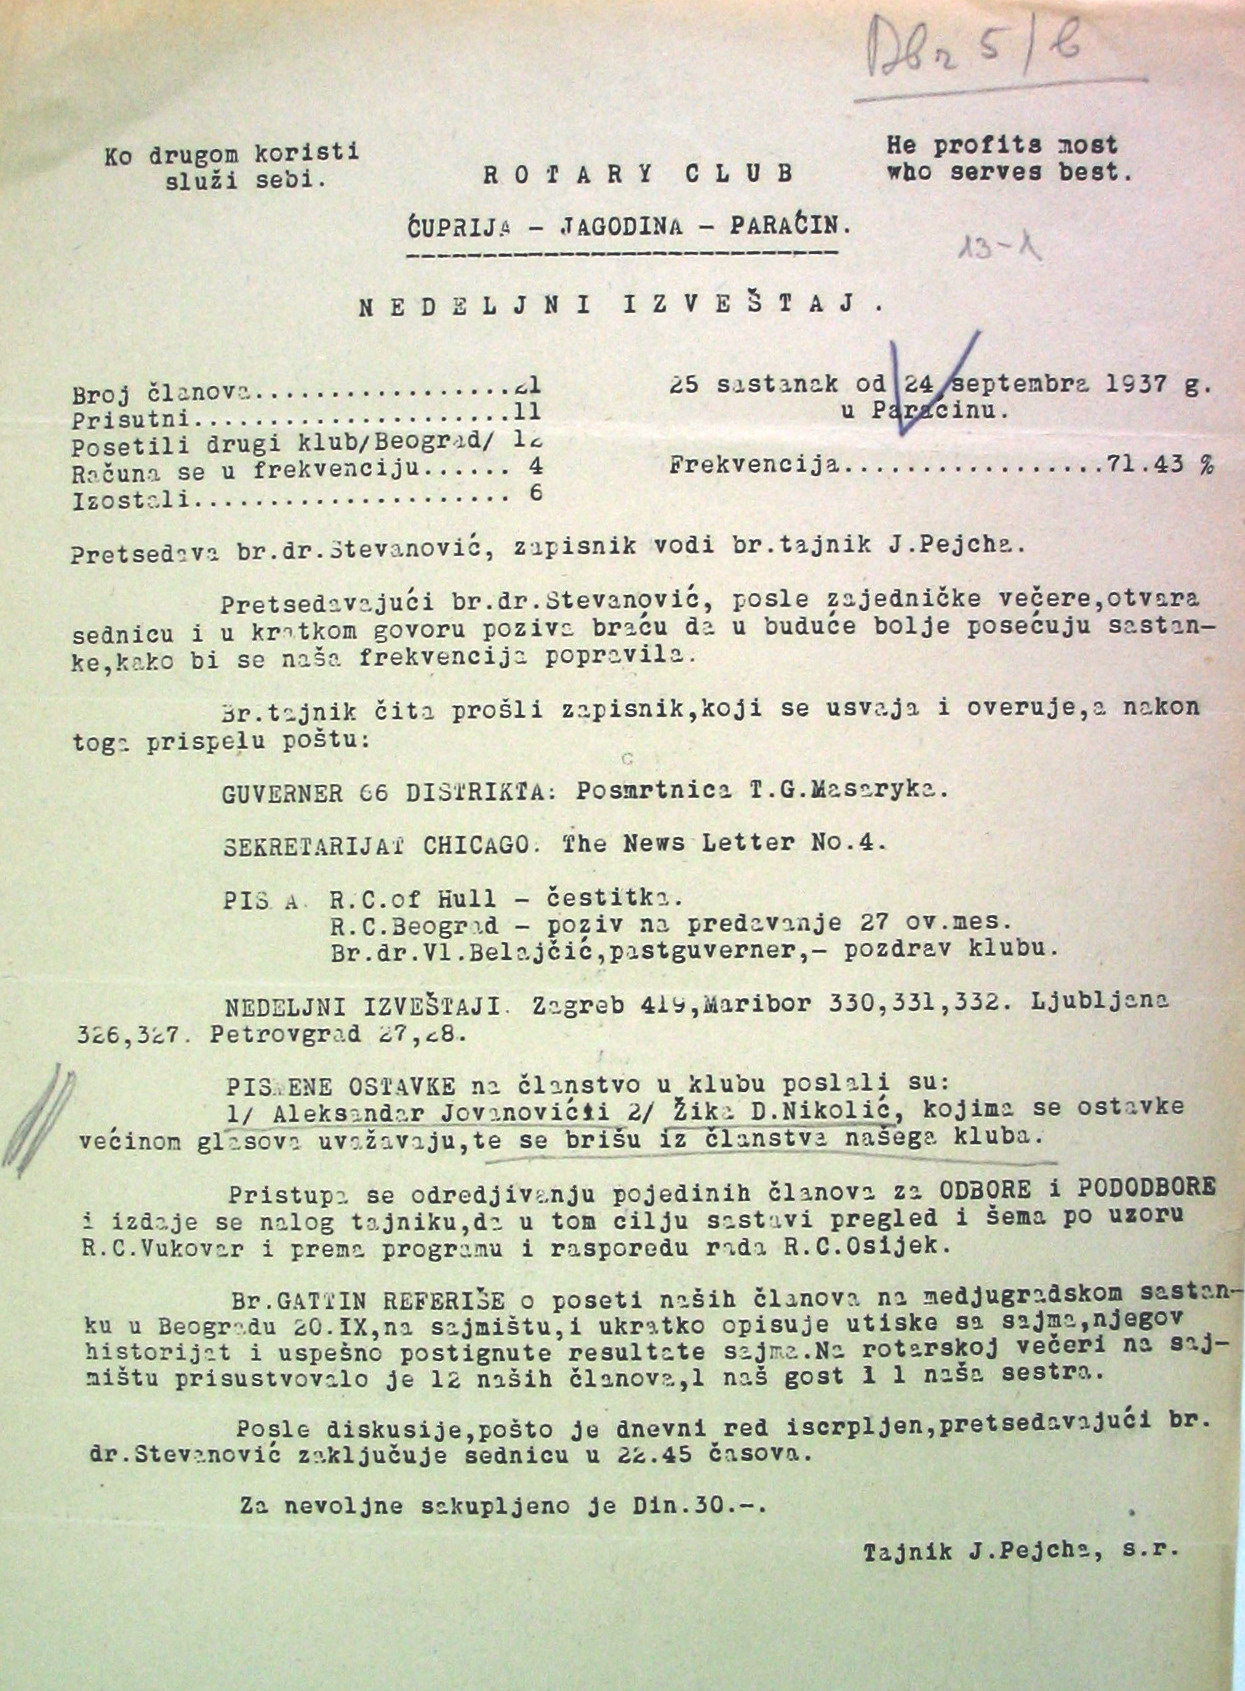 Dbr 5/6
Ko drugom koristi
služi sebi.
He profits most
who serves best.
ROTARY CLUB
ĆUPRIJA - JAGODINA - PARAĆIN.
13-1
NEDELJNI IZVEŠTAJ.
Broj članova.................21
Prisutni.....................11
Posetili drugi klub/Beograd/ 12
Računa se u frekvenciju...... 4
Izostali..................... 6
25 sastanak od 24 septembra 1937 g.
u Paraćinu.
Frekvencija.................71.43 %
Pretsedava br.dr.Stevanović, zapisnik vodi br.tajnik J.Pejcha.
Pretsedavajući br.dr.Stevanović, posle zajedničke večere,otvara
sednicu i u kratkom govoru poziva braću da u buduće bolje posećuju sastan-
ke,kako bi se naša frekvencija popravila.
Br.tajnik čita prošli zapisnik,koji se usvaja i overuje,a nakon
toga prispelu poštu:
GUVERNER 66 DISTRIKTA: Posmrtnica T.G.Masaryka.
SEKRETARIJAT CHICAGO. The News Letter No.4.
PIS A. R.C.of Hull - čestitka.
R.C.Beograd - poziv na predavanje 27 ov.mes.
Br.dr.Vl.Belajčić,pastguverner,- pozdrav klubu.
NEDELJNI IZVEŠTAJI. Zagreb 419,Maribor 330,331,332. Ljubljana
326,327. Petrovgrad 27,28.
PISMENE OSTAVKE na članstvo u klubu poslali su:
1/ Aleksandar Jovanović i 2/ Žika D.Nikolić, kojima se ostavke
većinom glasova uvažavaju,te se brišu iz članstva našega kluba.
Pristupa se odredjivanju pojedinih članova za ODBORE i PODODBORE
i izdaje se nalog tajniku,da u tom cilju sastavi pregled i šema po uzoru
R.C.Vukovar i prema programu i rasporedu rada R.C.Osijek.
Br.GATTIN REFERIŠE o poseti naših članova na medjugradskom sastan-
ku u Beogradu 20.IX,na sajmištu,i ukratko opisuje utiske sa sajma,njegov
historijat i uspešno postignute resultate sajma.Na rotarskoj večeri na saj-
mištu prisustvovalo je 12 naših članova,1 naš gost 1 1 naša sestra.
Posle diskusije,pošto je dnevni red iscrpljen,pretsedavajući br.
dr.Stevanović zaključuje sednicu u 22.45 časova.
Za nevoljne sakupljeno je Din.30.-.
Tajnik J.Pejcha, s.r.